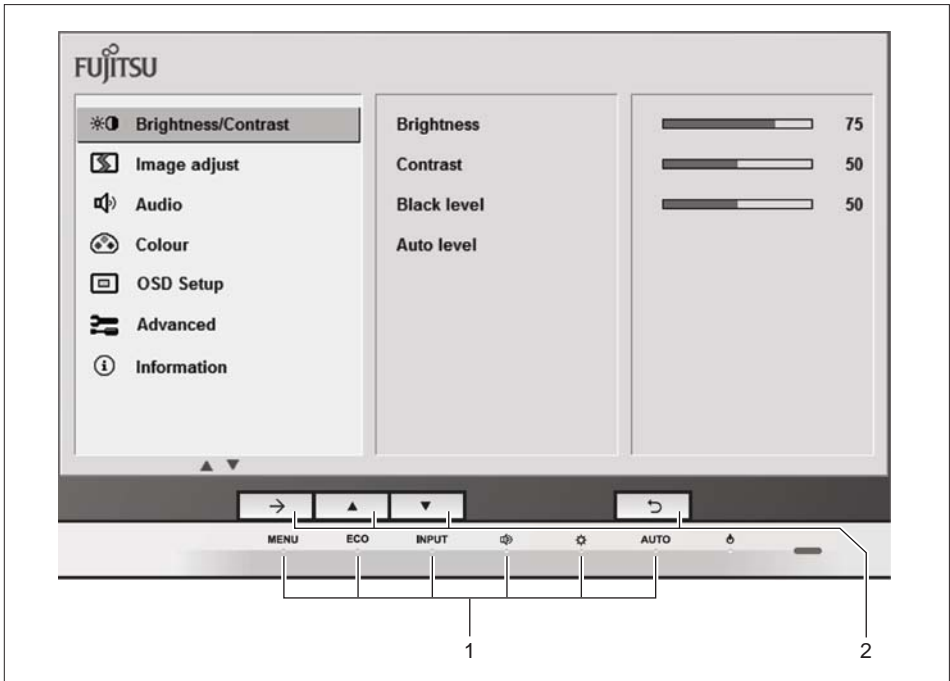 FUJITSU
Brightness/Contrast
Image adjust
Audio
Colour
OSD Setup
Advanced
Information
Brightness
Contrast
Black level
Auto level
75
50
50
MENU ECO INPUT AUTO
1
2